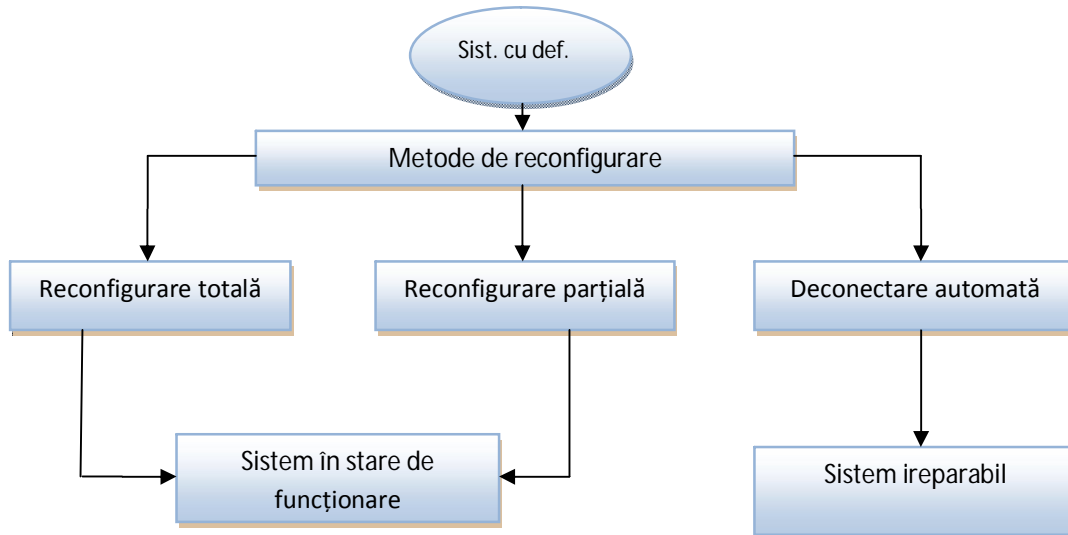 Sist. cu def.
Metode de reconfigurare
Reconfigurare totală
Reconfigurare parțială
Deconectare automată
Sistem în stare de
funcționare
Sistem ireparabil